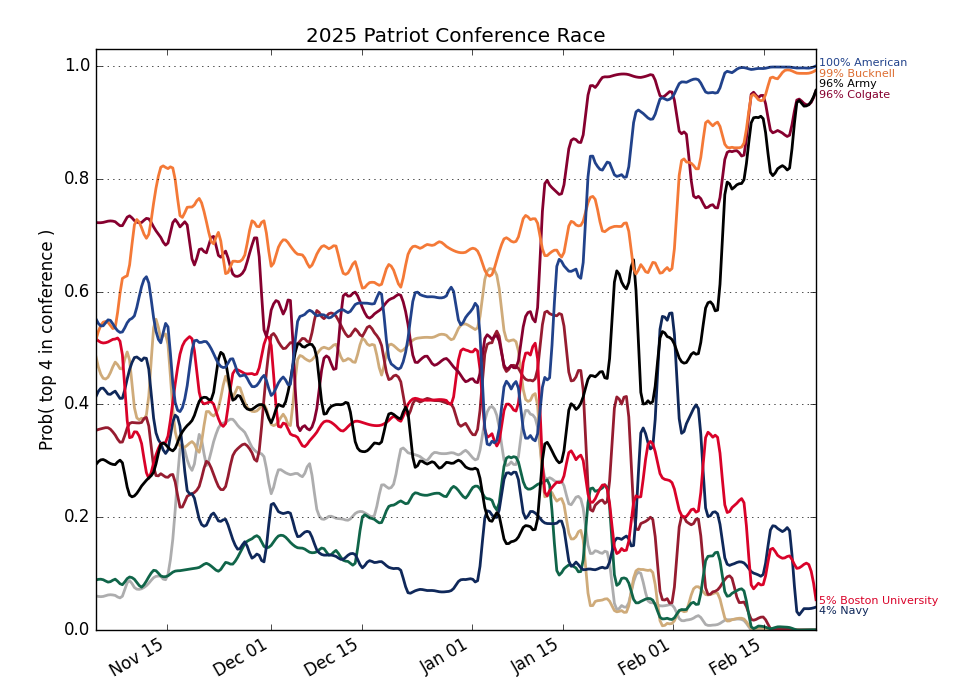 2025 Patriot Conference Race
Prob( top 4 in conference )
1.0
0.8
0.6
0.4
0.2
0.0
Nov 15
Dec 01
Dec 15
Jan 01
Jan 15
Feb 01
Feb 15
100% American
99% Bucknell
96% Army
96% Colgate
5% Boston University
4% Navy